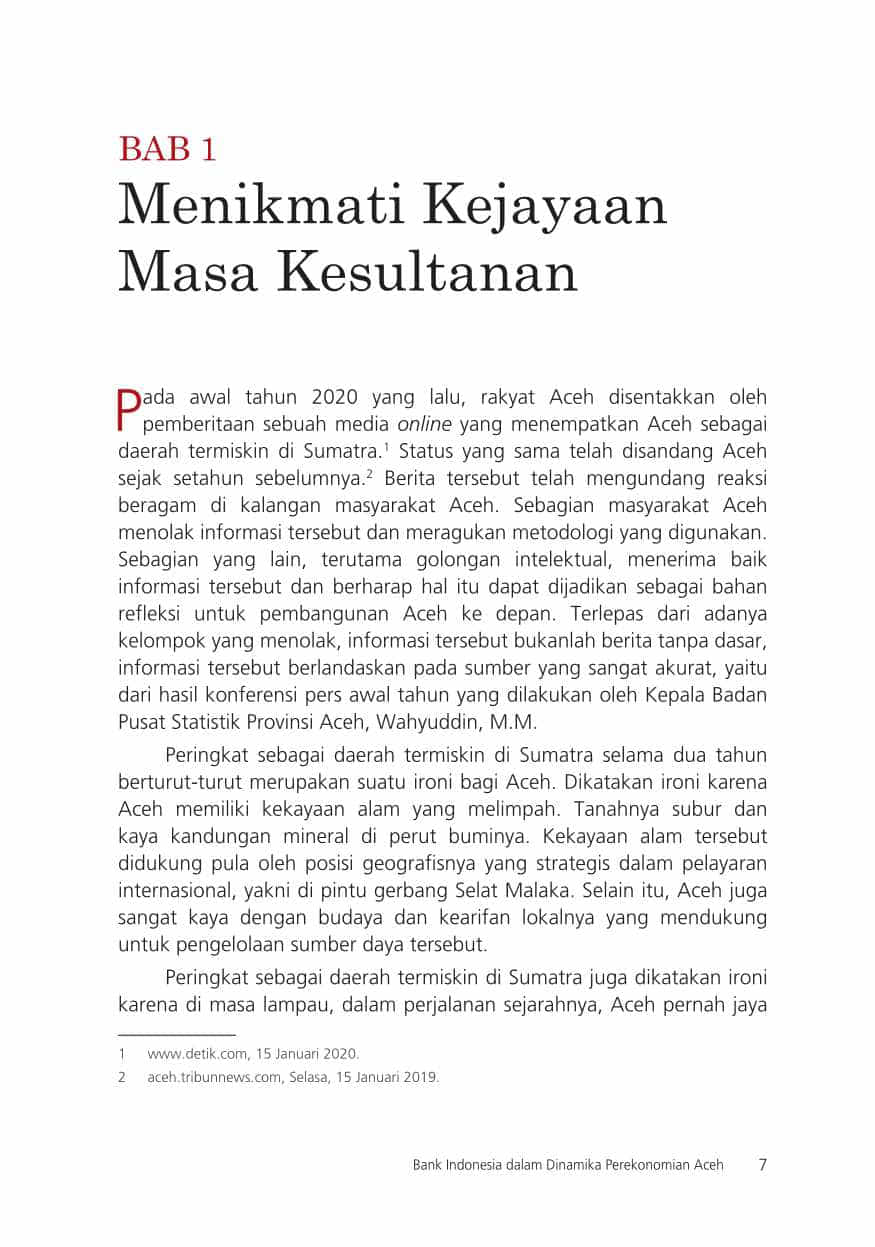 BAB 1
Menikmati Kejayaan
Masa Kesultanan
Pada awal tahun 2020 yang lalu, rakyat Aceh disentakkan oleh
pemberitaan sebuah media online yang menempatkan Aceh sebagai
daerah termiskin di Sumatra.1 Status yang sama telah disandang Aceh
sejak setahun sebelumnya.2 Berita tersebut telah mengundang reaksi
beragam di kalangan masyarakat Aceh. Sebagian masyarakat Aceh
menolak informasi tersebut dan meragukan metodologi yang digunakan.
Sebagian yang lain, terutama golongan intelektual, menerima baik
informasi tersebut dan berharap hal itu dapat dijadikan sebagai bahan
refleksi untuk pembangunan Aceh ke depan. Terlepas dari adanya
kelompok yang menolak, informasi tersebut bukanlah berita tanpa dasar,
informasi tersebut berlandaskan pada sumber yang sangat akurat, yaitu
dari hasil konferensi pers awal tahun yang dilakukan oleh Kepala Badan
Pusat Statistik Provinsi Aceh, Wahyuddin, M.M.
Peringkat sebagai daerah termiskin di Sumatra selama dua tahun
berturut-turut merupakan suatu ironi bagi Aceh. Dikatakan ironi karena
Aceh memiliki kekayaan alam yang melimpah. Tanahnya subur dan
kaya kandungan mineral di perut buminya. Kekayaan alam tersebut
didukung pula oleh posisi geografisnya yang strategis dalam pelayaran
internasional, yakni di pintu gerbang Selat Malaka. Selain itu, Aceh juga
sangat kaya dengan budaya dan kearifan lokalnya yang mendukung
untuk pengelolaan sumber daya tersebut.
Peringkat sebagai daerah termiskin di Sumatra juga dikatakan ironi
karena di masa lampau, dalam perjalanan sejarahnya, Aceh pernah jaya
1 www.detik.com, 15 Januari 2020.
2 aceh.tribunnews.com, Selasa, 15 Januari 2019.
Bank Indonesia dalam Dinamika Perekonomian Aceh 7